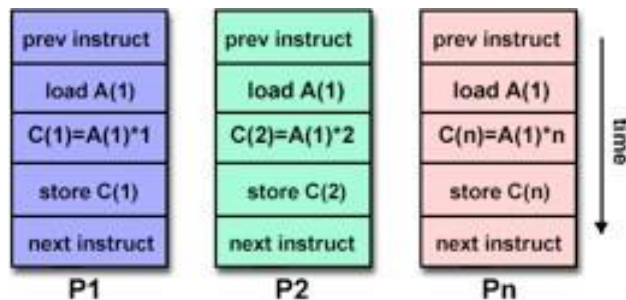 prev instruct
load A(1)
C(1)=A(1)*1
store C(1)
next instruct
P1
prev instruct
load A(1)
C(2)=A(1)*2
store C(2)
next instruct
P2
prev instruct
load A(1)
C(n)=A(1)*n
store C(n)
next instruct
Pn
time